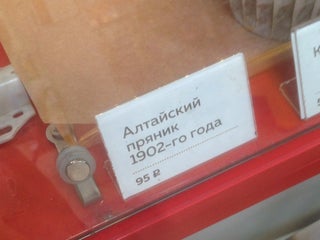 Алтайский
пряник
1902-го года
95 ₽
К